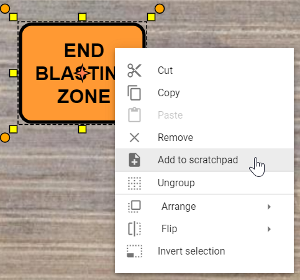 END
BLASTING
ZONE
Cut
Copy
Paste
Remove
Add to scratchpad
Ungroup
Arrange
Flip
Invert selection